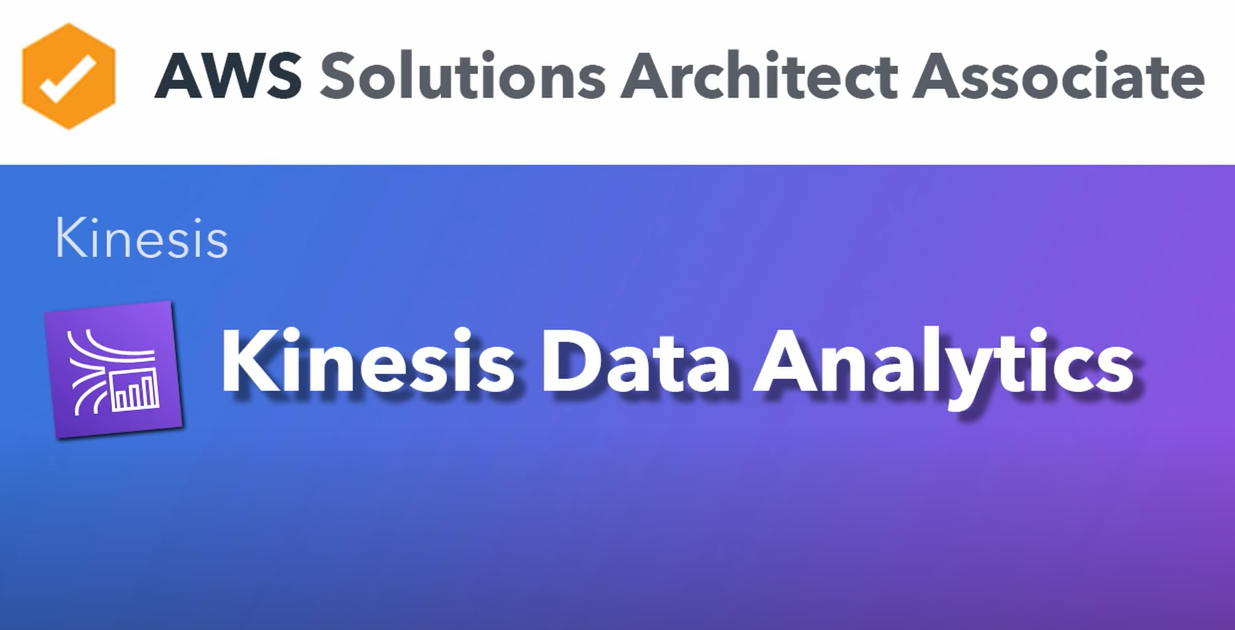 AWS Solutions Architect Associate
Kinesis
Kinesis Data Analytics